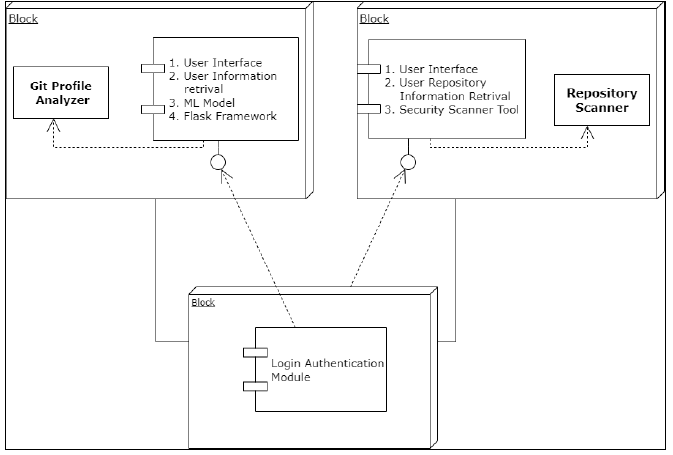 Block
Git Profile
Analyzer
1. User Interface
2. User Information
retrival
3. ML Model
4. Flask Framework
Block
1. User Interface
2. User Repository
Information Retrival
3. Security Scanner Tool
Repository
Scanner
Block
Login Authentication
Module